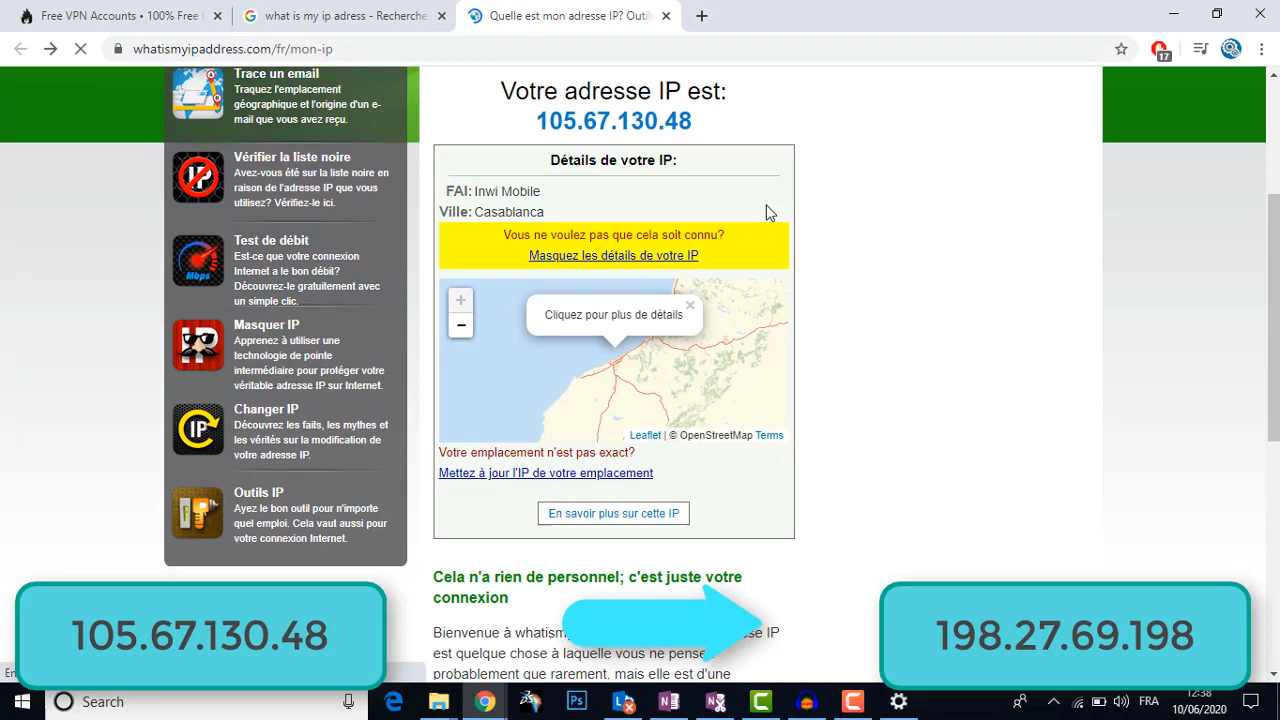 Free VPN Accounts • 100% Free
what is my ip adress - Recherche
Quelle est mon adresse IP? Outils
whatismyipaddress.com/fr/mon-ip
17
Trace un email
Traquez l'emplacement
géographique et l'origine d'un e-
mail que vous avez reçu.
Vérifier la liste noire
Avez-vous été sur la liste noire en
raison de l'adresse IP que vous
utilisez? Vérifiez-le ici.
Mbps
Test de débit
Est-ce que votre connexion
Internet a le bon débit?
Découvrez-le gratuitement avec
un simple clic.
Masquer IP
Apprenez à utiliser une
technologie de pointe
intermédiaire pour protéger votre
véritable adresse IP sur Internet.
IP
Changer IP
Découvrez les faits, les mythes et
les vérités sur la modification de
votre adresse IP.
Outils IP
Ayez le bon outil pour n'importe
quel emploi. Cela vaut aussi pour
votre connexion Internet.
Votre adresse IP est:
105.67.130.48
Détails de votre IP:
FAI: Inwi Mobile
Ville: Casablanca
Vous ne voulez pas que cela soit connu?
Masquez les détails de votre IP
+
−
Cliquez pour plus de détails
×
Leaflet | © OpenStreetMap Terms
Votre emplacement n'est pas exact?
Mettez à jour l'IP de votre emplacement
En savoir plus sur cette IP
Cela n'a rien de personnel; c'est juste votre
connexion
Bienvenue à IP
est quelque chose à laquelle vous ne
probablement que rarement, mais elle est d'une
105.67.130.48
198.27.69.198
Search
Ps
FRA
12:38
10/06/2020